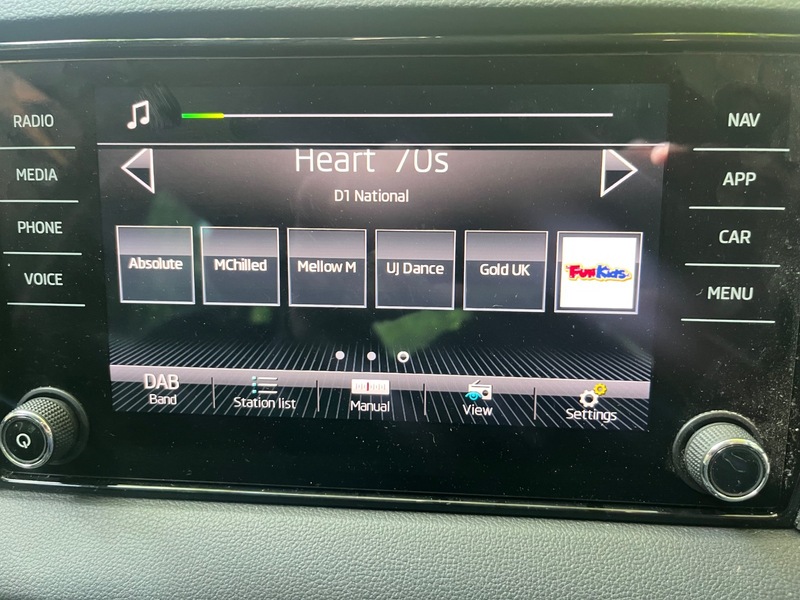 RADIO
MEDIA
PHONE
VOICE
Heart 70s
D1 National
Absolute
MChilled
Mellow M
UJ Dance
Gold UK
Fun Kids
DAB
Band
Station list
Manual
View
Settings
NAV
APP
CAR
MENU